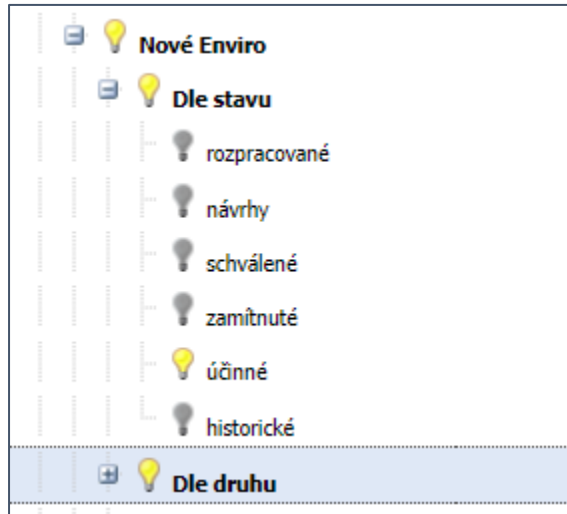 Nové Enviro
Dle stavu
rozpracované
návrhy
schválené
zamítnuté
účinné
historické
Dle druhu